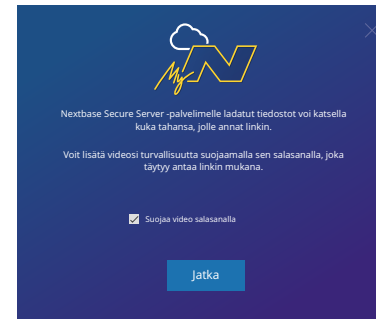 My N
Nextbase Secure Server -palvelimelle ladatut tiedostot voi katsella
kuka tahansa, jolle annat linkin.
Voit lisätä videosi turvallisuutta suojaamalla sen salasanalla, joka
täytyy antaa linkin mukana.
Suojaa video salasanalla
Jatka